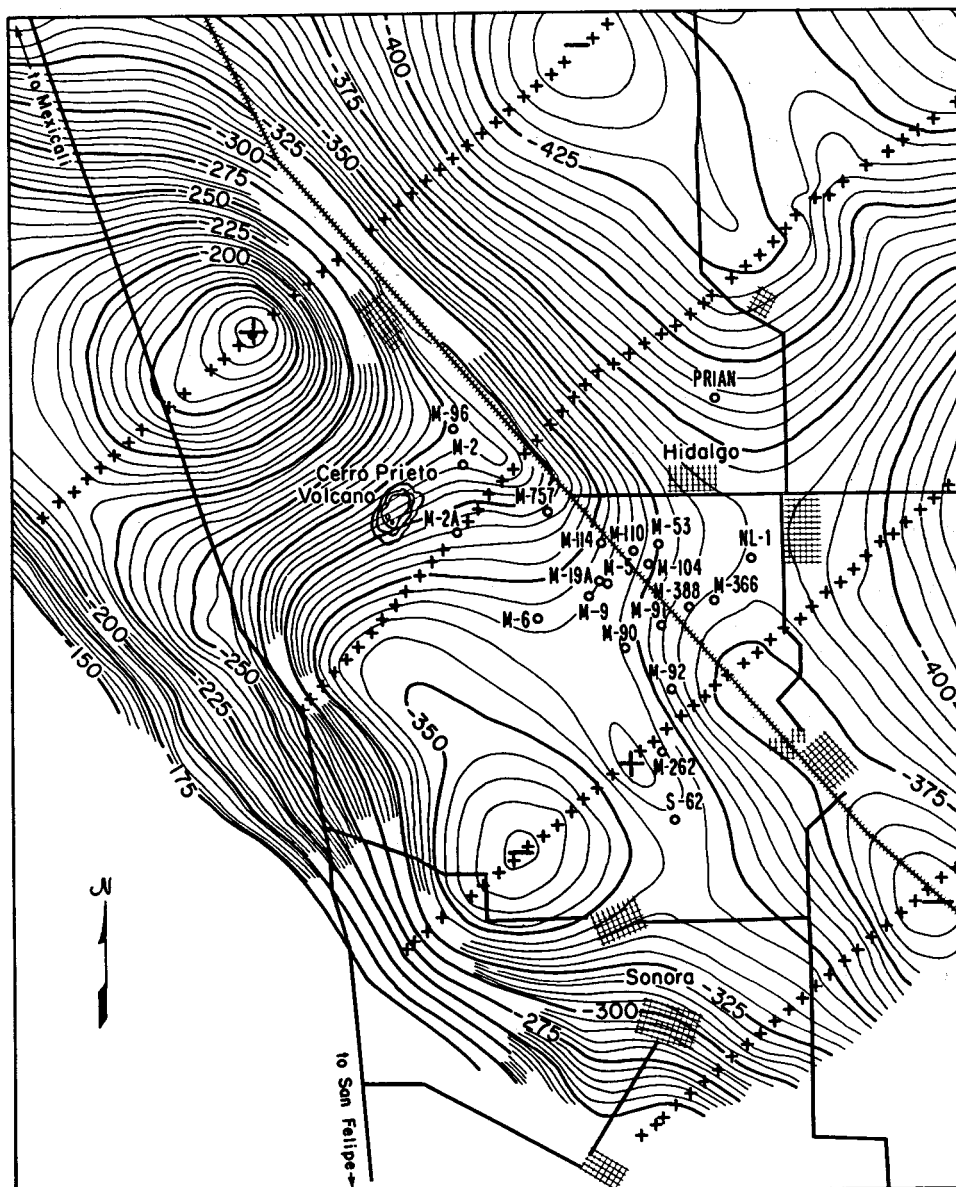 -400
-375
to Mexicali
-325
-350
-300
-425
-275
-250
-225
-200
PRIAN
M-96
M-2
Hidalgo
Cerro Prieto
Volcano
M-757
M-2A
M-114
M-110
M-53
NL-1
M-19A
M-5
M-104
M-388
M-366
M-6
M-9
M-91
M-90
-200
-150
-250
M-92
-400
-225
-350
-175
M-262
-375
S-62
N
Sonora
-325
-300
-275
to San Felipe